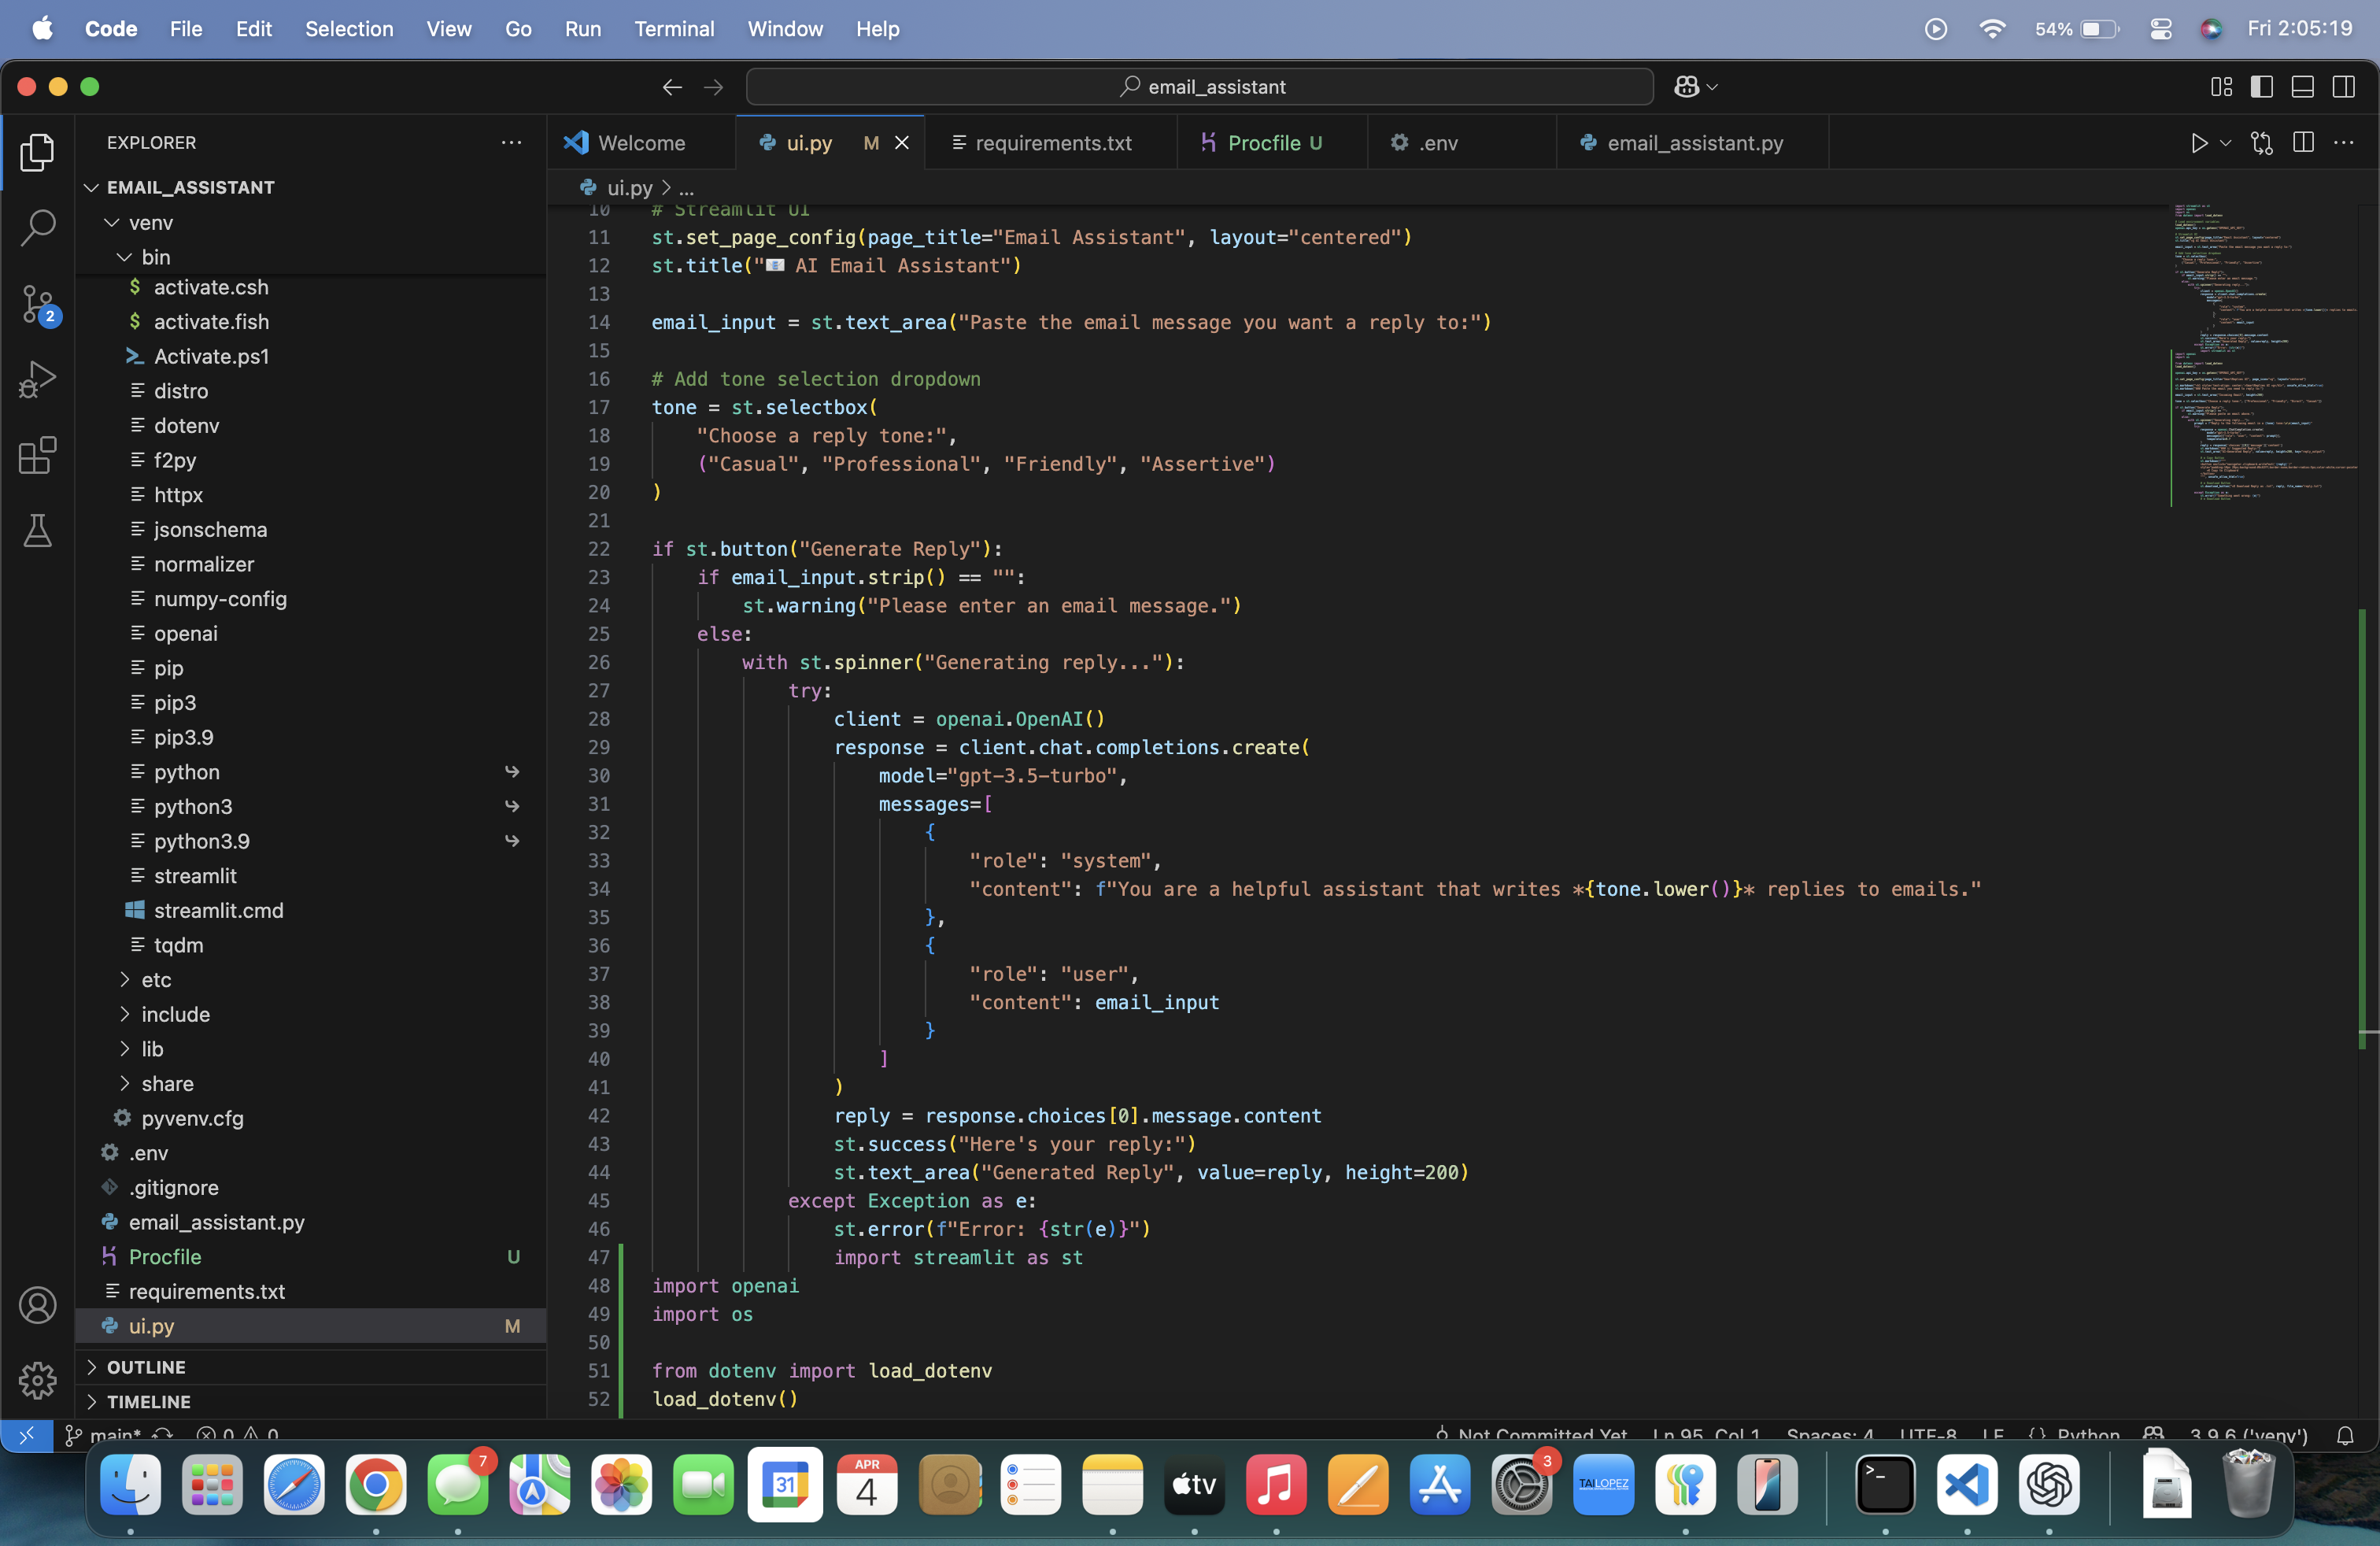 Code File Edit Selection View Go Run Terminal Window Help 54% Fri 2:05:19
email_assistant
EXPLORER
EMAIL_ASSISTANT
venv
bin
activate.csh
activate.fish
Activate.ps1
distro
dotenv
f2py
httpx
jsonschema
normalizer
numpy-config
openai
pip
pip3
pip3.9
python
python3
python3.9
streamlit
streamlit.cmd
tqdm
etc
include
lib
share
pyvenv.cfg
.env
.gitignore
email_assistant.py
Procfile U
requirements.txt
ui.py M
OUTLINE
TIMELINE
2
Welcome ui.py M requirements.txt Procfile U .env email_assistant.py
ui.py > ...
10 # Streamlit UI
11 st.set_page_config(page_title="Email Assistant", layout="centered")
12 st.title("📧 AI Email Assistant")
13
14 email_input = st.text_area("Paste the email message you want a reply to:")
15
16 # Add tone selection dropdown
17 tone = st.selectbox(
18 "Choose a reply tone:",
19 ("Casual", "Professional", "Friendly", "Assertive")
20 )
21
22 if st.button("Generate Reply"):
23 if email_input.strip() == "":
24 st.warning("Please enter an email message.")
25 else:
26 with st.spinner("Generating reply..."):
27 try:
28 client = openai.OpenAI()
29 response = client.chat.completions.create(
30 model="gpt-3.5-turbo",
31 messages=[
32 {
33 "role": "system",
34 "content": f"You are a helpful assistant that writes *{tone.lower()}* replies to emails."
35 },
36 {
37 "role": "user",
38 "content": email_input
39 }
40 ]
41 )
42 reply = response.choices[0].message.content
43 st.success("Here's your reply:")
44 st.text_area("Generated Reply", value=reply, height=200)
45 except Exception as e:
46 st.error(f"Error: {str(e)}")
47 import streamlit as st
48 import openai
49 import os
50
51 from dotenv import load_dotenv
52 load_dotenv()
main* 0 0 Not Committed Yet Ln 95, Col 1 Spaces: 4 UTF-8 LF {} Python 3.9.6 ('venv')
7
31
APR
4
tv
3
TAILOPEZ
>_